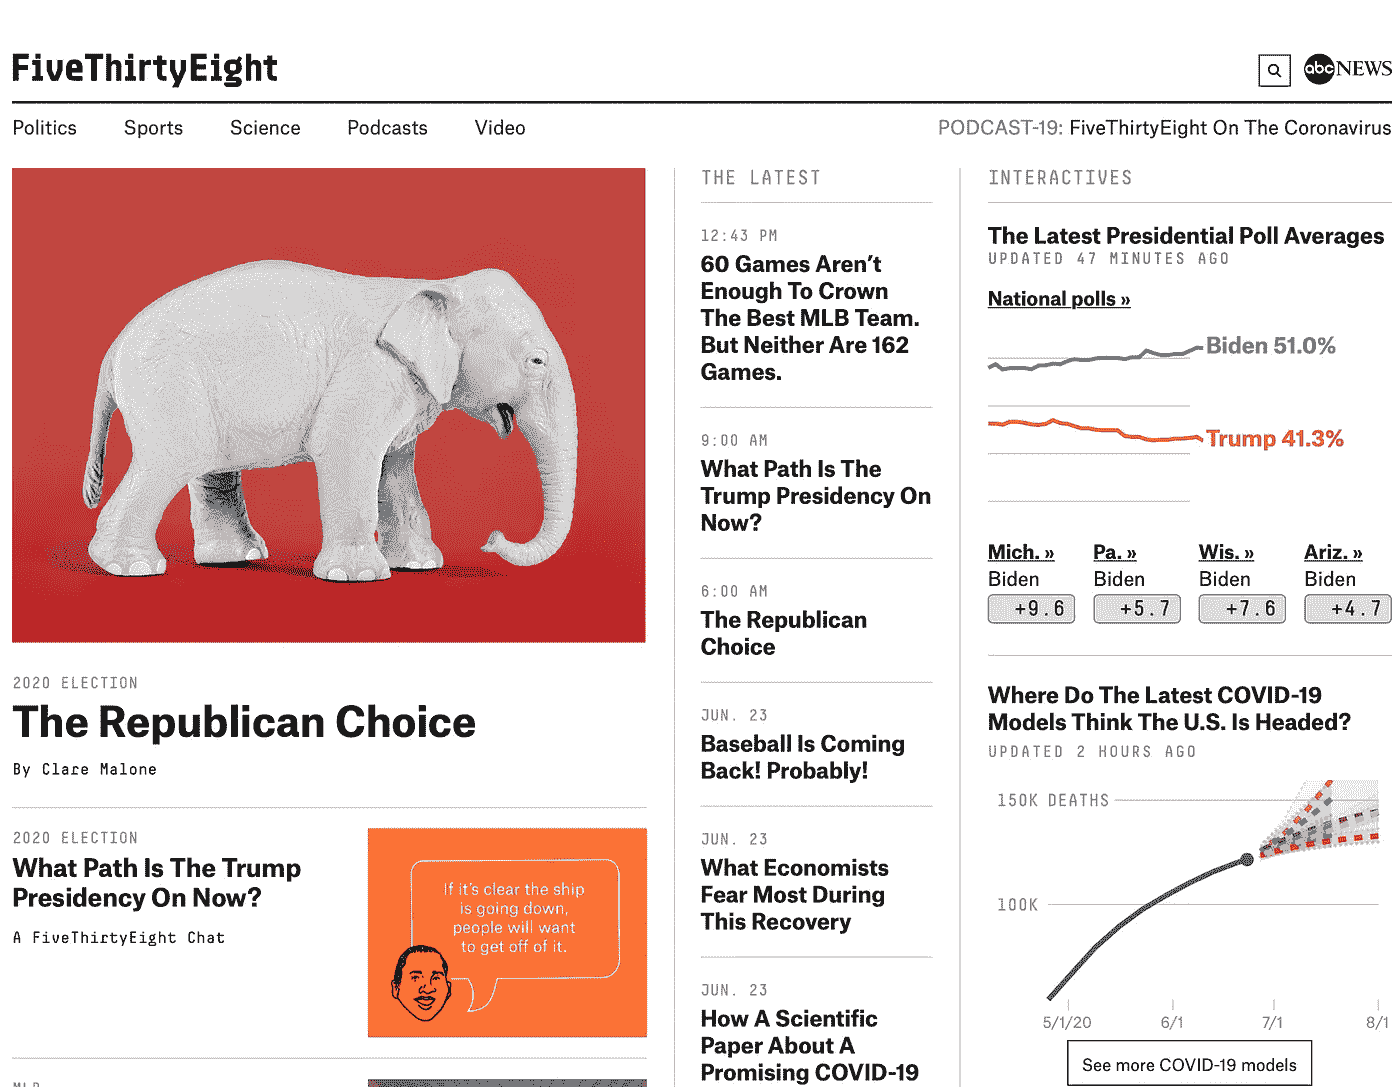 FiveThirtyEight
abc NEWS
Politics Sports Science Podcasts Video
PODCAST-19: FiveThirtyEight On The Coronavirus
2020 ELECTION
The Republican Choice
By Clare Malone
2020 ELECTION
What Path Is The Trump
Presidency On Now?
A FiveThirtyEight Chat
If it's clear the ship
is going down,
people will want
to get off of it.
MLB
THE LATEST
12:43 PM
60 Games Aren’t
Enough To Crown
The Best MLB Team.
But Neither Are 162
Games.
9:00 AM
What Path Is The
Trump Presidency On
Now?
6:00 AM
The Republican
Choice
JUN. 23
Baseball Is Coming
Back! Probably!
JUN. 23
What Economists
Fear Most During
This Recovery
JUN. 23
How A Scientific
Paper About A
Promising COVID-19
INTERACTIVES
The Latest Presidential Poll Averages
UPDATED 47 MINUTES AGO
National polls »
Biden 51.0%
Trump 41.3%
Mich. » Pa. » Wis. » Ariz. »
Biden Biden Biden Biden
+9.6 +5.7 +7.6 +4.7
Where Do The Latest COVID-19
Models Think The U.S. Is Headed?
UPDATED 2 HOURS AGO
150K DEATHS
100K
5/1/20 6/1 7/1 8/1
See more COVID-19 models